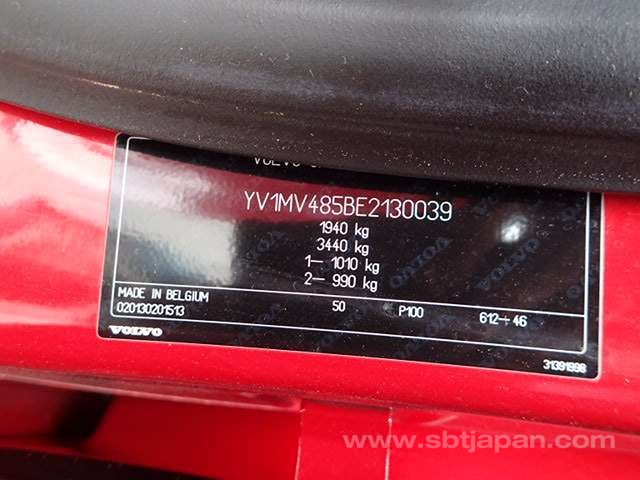 VOLVO
YV1MV485BE2130039
1940 kg
3440 kg
1– 1010 kg
2– 990 kg
MADE IN BELGIUM 50 P100 612–46
020130201513
VOLVO
31391998
www.sbtjapan.com